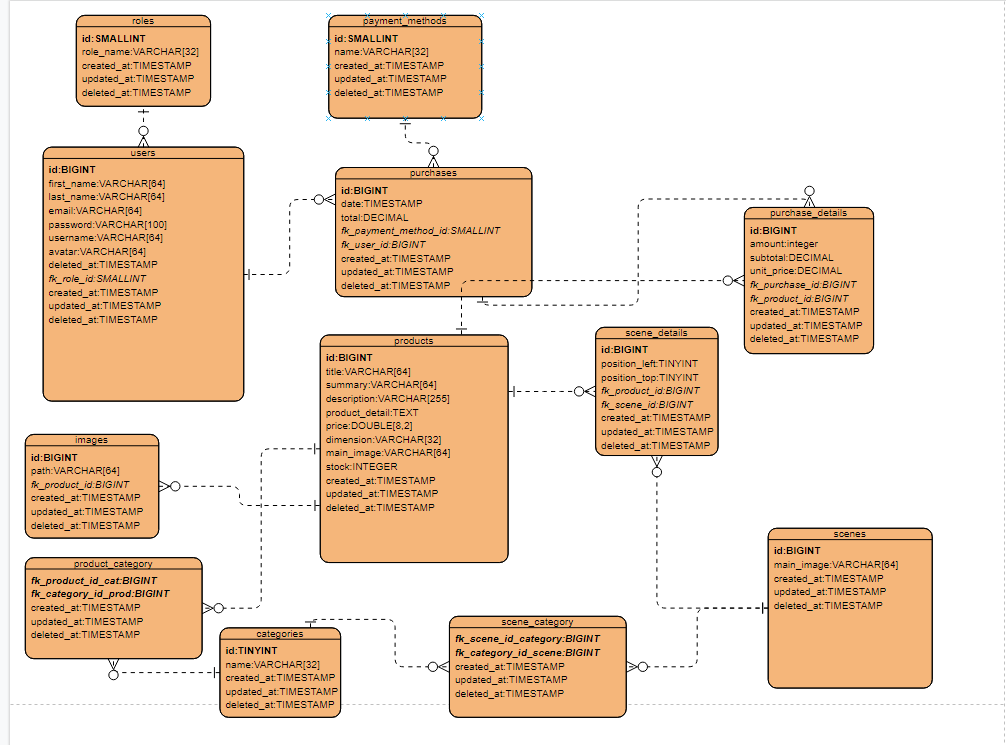 roles
id:SMALLINT
role_name:VARCHAR[32]
created_at:TIMESTAMP
updated_at:TIMESTAMP
deleted_at:TIMESTAMP
payment_methods
id:SMALLINT
name:VARCHAR[32]
created_at:TIMESTAMP
updated_at:TIMESTAMP
deleted_at:TIMESTAMP
users
id:BIGINT
first_name:VARCHAR[64]
last_name:VARCHAR[64]
email:VARCHAR[64]
password:VARCHAR[100]
username:VARCHAR[64]
avatar:VARCHAR[64]
deleted_at:TIMESTAMP
fk_role_id:SMALLINT
created_at:TIMESTAMP
updated_at:TIMESTAMP
deleted_at:TIMESTAMP
purchases
id:BIGINT
date:TIMESTAMP
total:DECIMAL
fk_payment_method_id:SMALLINT
fk_user_id:BIGINT
created_at:TIMESTAMP
updated_at:TIMESTAMP
deleted_at:TIMESTAMP
purchase_details
id:BIGINT
amount:integer
subtotal:DECIMAL
unit_price:DECIMAL
fk_purchase_id:BIGINT
fk_product_id:BIGINT
created_at:TIMESTAMP
updated_at:TIMESTAMP
deleted_at:TIMESTAMP
products
id:BIGINT
title:VARCHAR[64]
summary:VARCHAR[64]
description:VARCHAR[255]
product_detail:TEXT
price:DOUBLE[8,2]
dimension:VARCHAR[32]
main_image:VARCHAR[64]
stock:INTEGER
created_at:TIMESTAMP
updated_at:TIMESTAMP
deleted_at:TIMESTAMP
scene_details
id:BIGINT
position_left:TINYINT
position_top:TINYINT
fk_product_id:BIGINT
fk_scene_id:BIGINT
created_at:TIMESTAMP
updated_at:TIMESTAMP
deleted_at:TIMESTAMP
images
id:BIGINT
path:VARCHAR[64]
fk_product_id:BIGINT
created_at:TIMESTAMP
updated_at:TIMESTAMP
deleted_at:TIMESTAMP
product_category
fk_product_id_cat:BIGINT
fk_category_id_prod:BIGINT
created_at:TIMESTAMP
updated_at:TIMESTAMP
deleted_at:TIMESTAMP
scenes
id:BIGINT
main_image:VARCHAR[64]
created_at:TIMESTAMP
updated_at:TIMESTAMP
deleted_at:TIMESTAMP
categories
id:TINYINT
name:VARCHAR[32]
created_at:TIMESTAMP
updated_at:TIMESTAMP
deleted_at:TIMESTAMP
scene_category
fk_scene_id_category:BIGINT
fk_category_id_scene:BIGINT
created_at:TIMESTAMP
updated_at:TIMESTAMP
deleted_at:TIMESTAMP